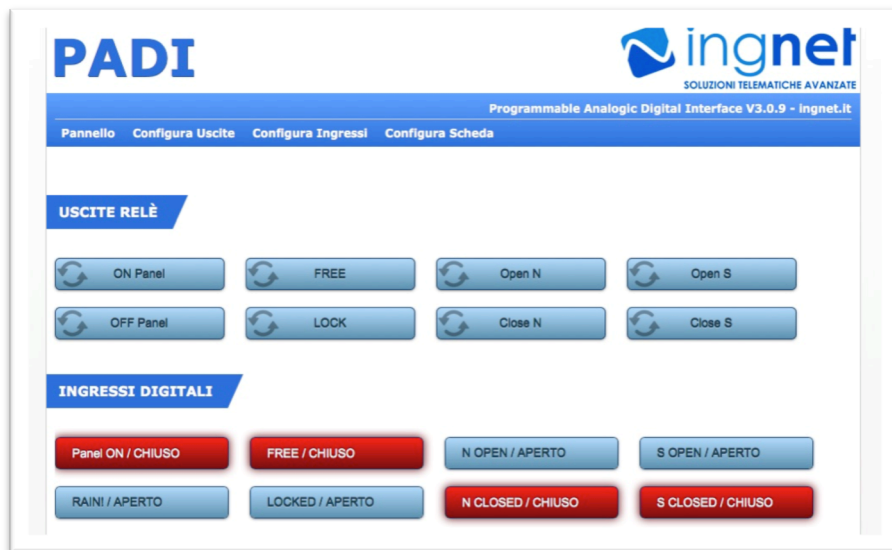 PADI
ingnet
SOLUZIONI TELEMATICHE AVANZATE
Programmable Analogic Digital Interface V3.0.9 - ingnet.it
Pannello Configura Uscite Configura Ingressi Configura Scheda
USCITE RELÈ
ON Panel FREE Open N Open S
OFF Panel LOCK Close N Close S
INGRESSI DIGITALI
Panel ON / CHIUSO FREE / CHIUSO N OPEN / APERTO S OPEN / APERTO
RAIN! / APERTO LOCKED / APERTO N CLOSED / CHIUSO S CLOSED / CHIUSO